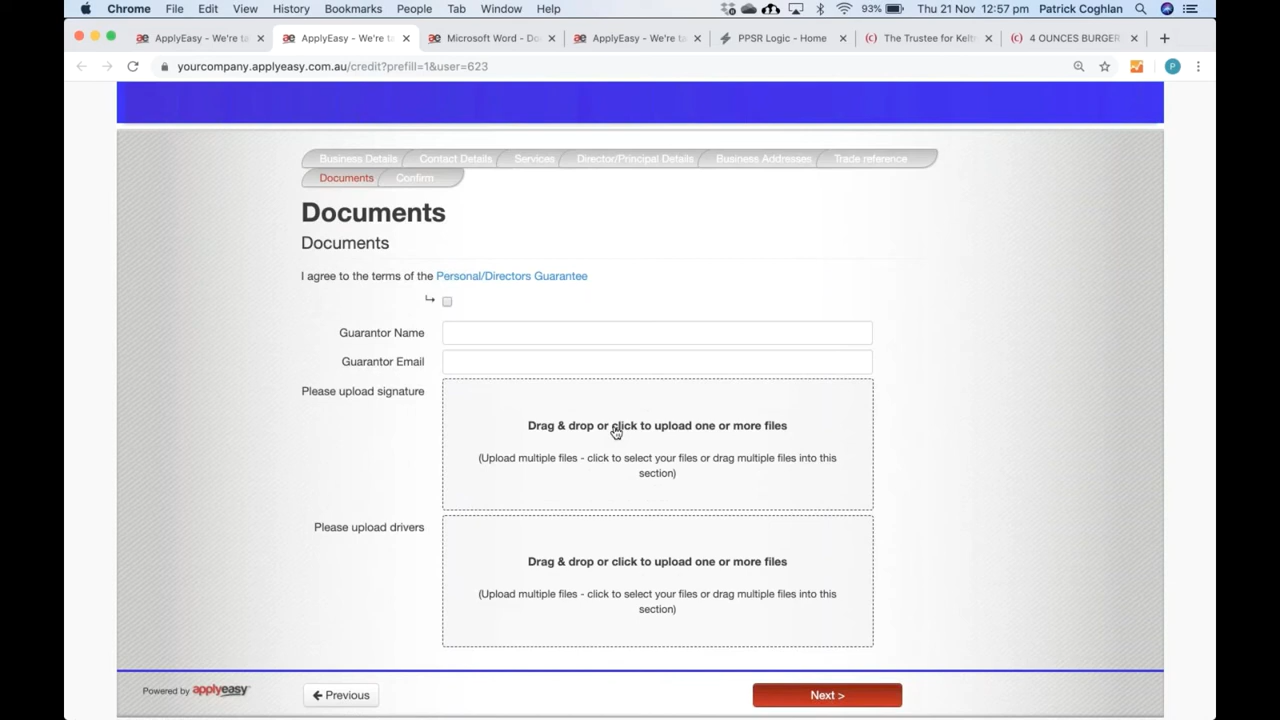 Chrome File Edit View History Bookmarks People Tab Window Help 93% Thu 21 Nov 12:57 pm Patrick Coghlan
ApplyEasy - We're ta ApplyEasy - We're ta Microsoft Word - Do ApplyEasy - We're ta PPSR Logic - Home The Trustee for Kelts 4 OUNCES BURGER
yourcompany.applyeasy.com.au/credit?prefill=1&user=623 P
Business Details Contact Details Services Director/Principal Details Business Addresses Trade reference
Documents Confirm
Documents
Documents
I agree to the terms of the Personal/Directors Guarantee
Guarantor Name
Guarantor Email
Please upload signature
Drag & drop or click to upload one or more files
(Upload multiple files - click to select your files or drag multiple files into this
section)
Please upload drivers
Drag & drop or click to upload one or more files
(Upload multiple files - click to select your files or drag multiple files into this
section)
Powered by applyeasy Previous Next >